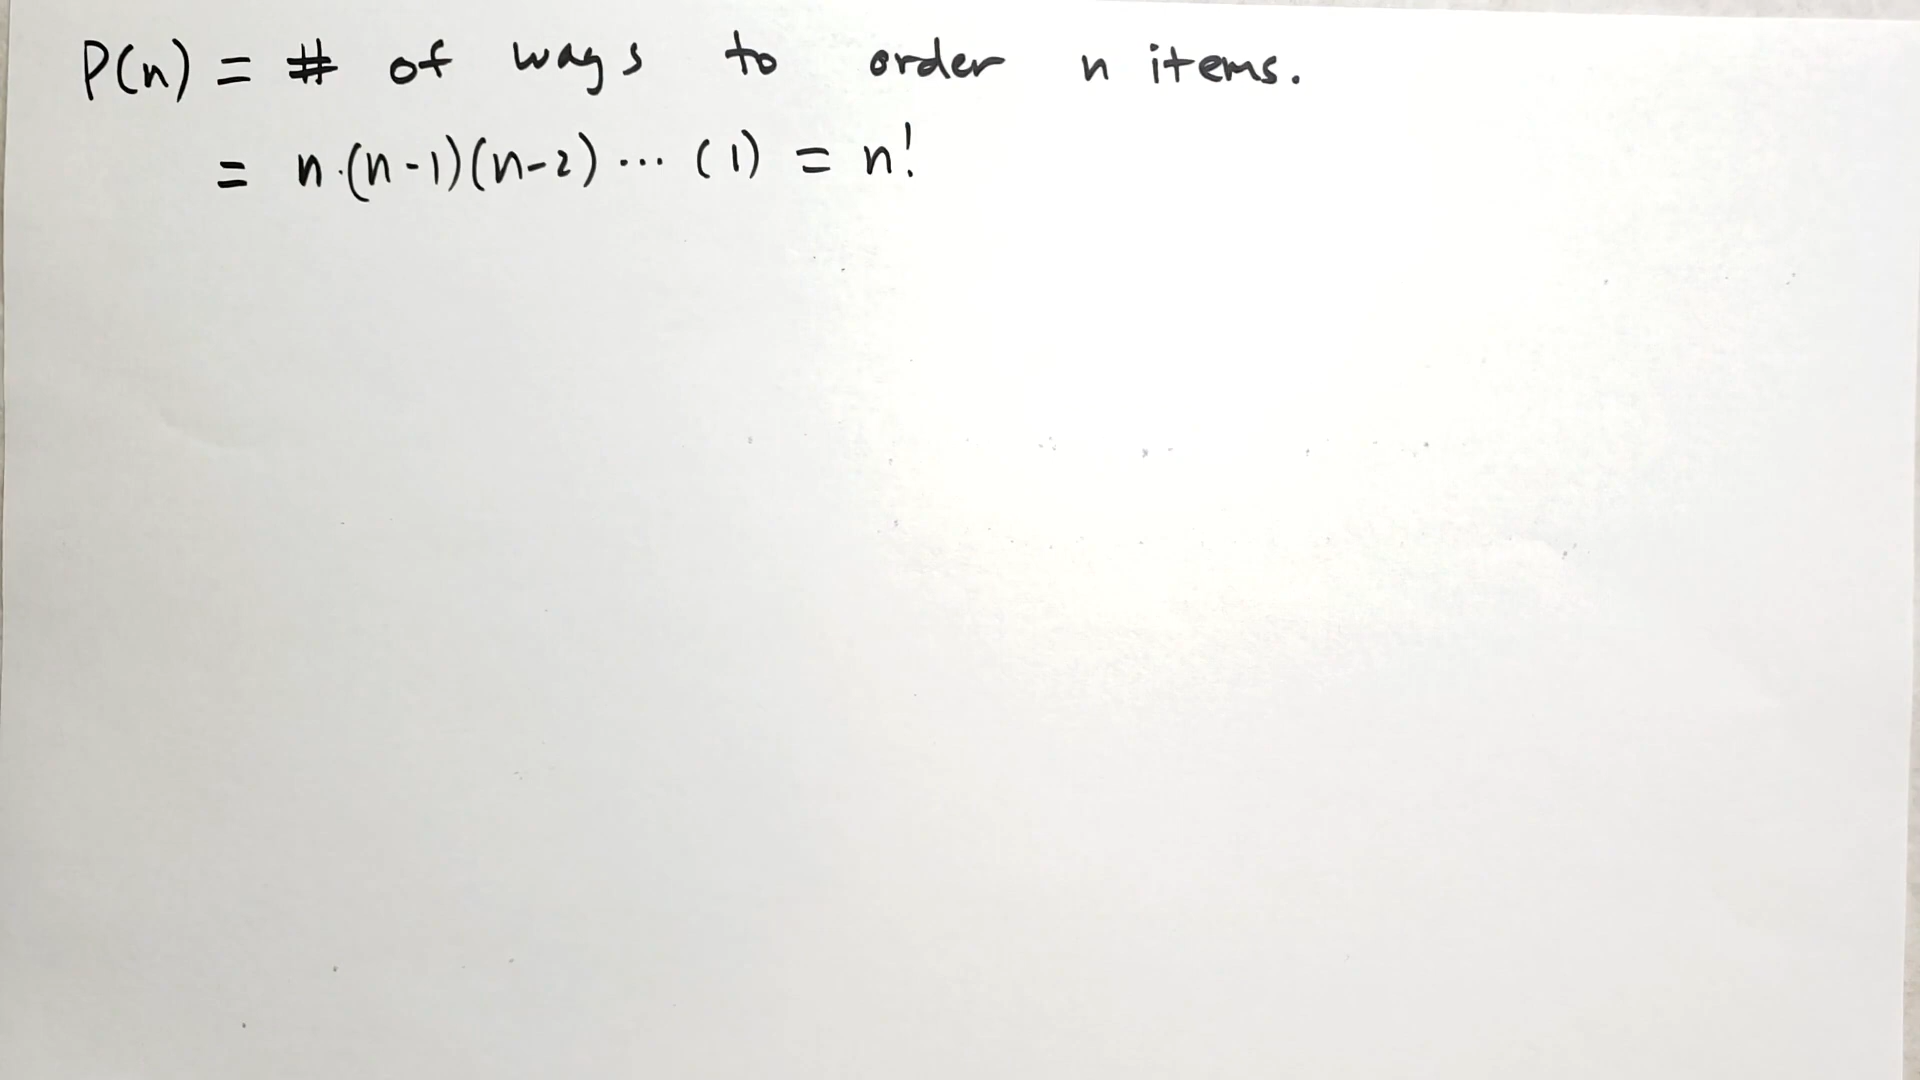 P(n) = # of ways to order n items.
= n·(n-1)(n-2)···(1) = n!